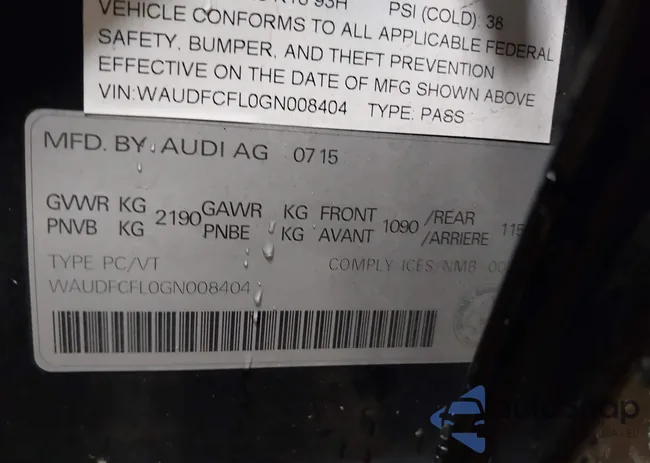 93H PSI (COLD): 38
VEHICLE CONFORMS TO ALL APPLICABLE FEDERAL
SAFETY, BUMPER, AND THEFT PREVENTION
EFFECTIVE ON THE DATE OF MFG SHOWN ABOVE
VIN:WAUDFCFL0GN008404 TYPE: PASS
MFD. BY. AUDI AG 0715
GVWR KG 2190 GAWR KG FRONT 1090 /REAR
PNVB KG PNBE KG AVANT /ARRIERE
TYPE PC/VT COMPLY ICES/NMB
WAUDFCFL0GN008404